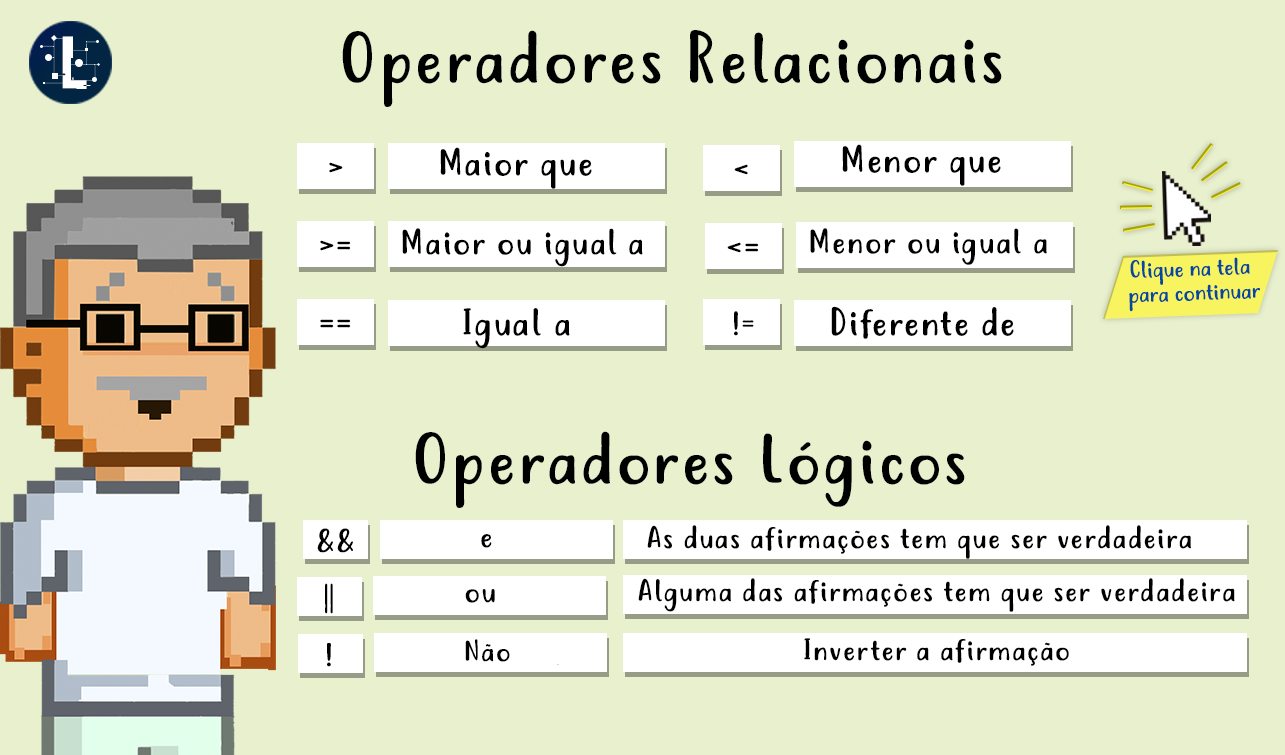 L
Operadores Relacionais
> Maior que < Menor que
>= Maior ou igual a <= Menor ou igual a
== Igual a != Diferente de
Clique na tela
para continuar
Operadores Lógicos
&& e As duas afirmações tem que ser verdadeira
|| ou Alguma das afirmações tem que ser verdadeira
! Não Inverter a afirmação